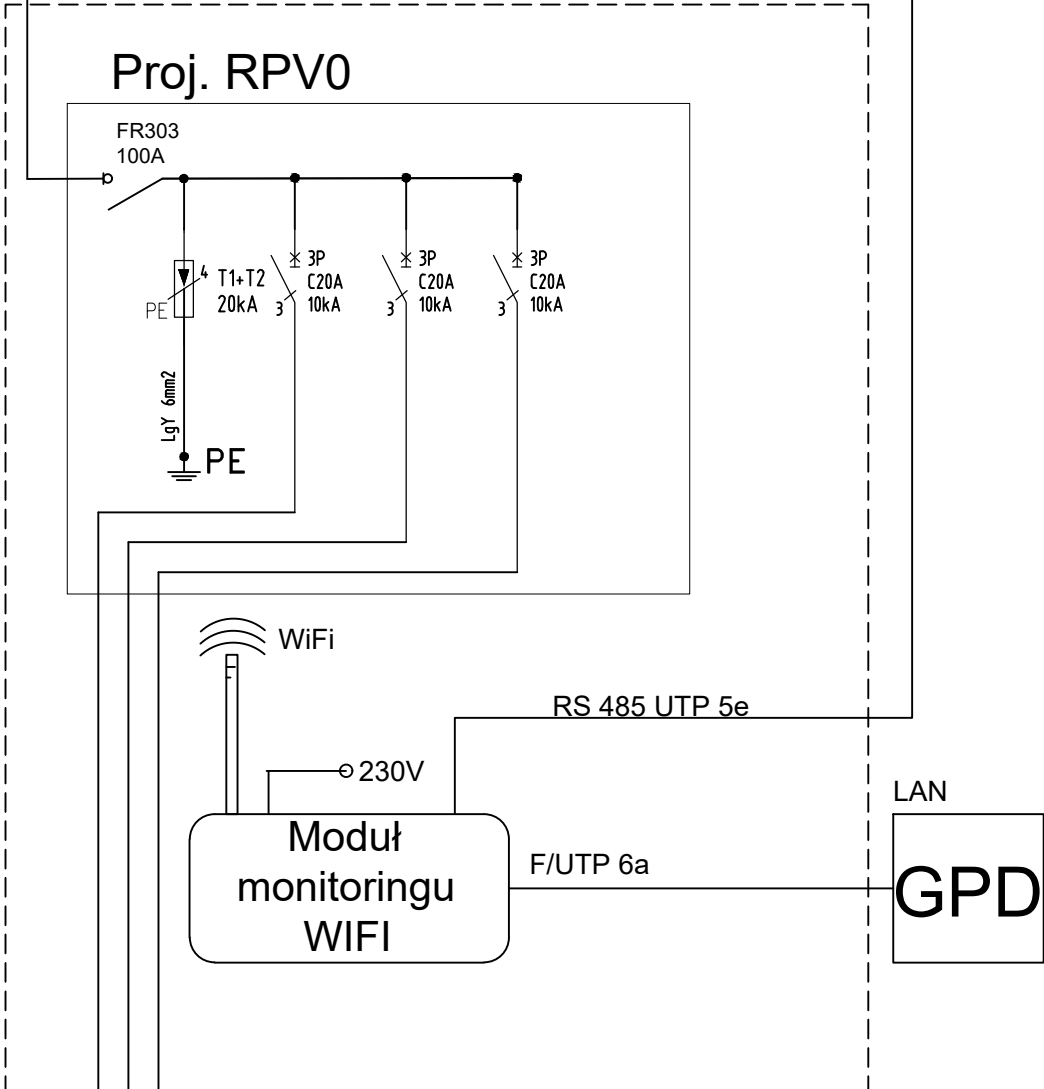 Proj. RPV0
FR303
100A
4
T1+T2
20kA
PE
LgY 6mm2
PE
3P
C20A
10kA
3
3P
C20A
10kA
3
3P
C20A
10kA
3
WiFi
RS 485 UTP 5e
230V
Moduł
monitoringu
WIFI
F/UTP 6a
LAN
GPD